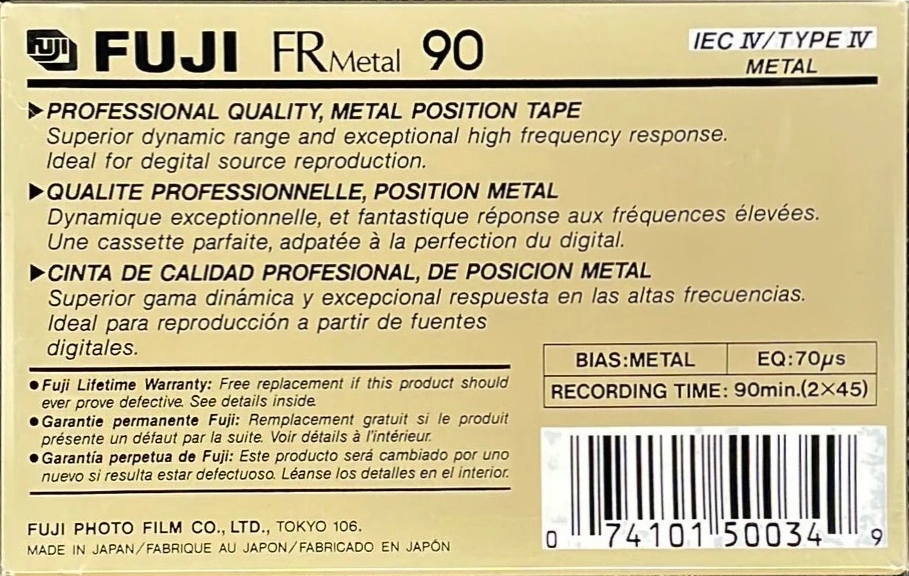 FUJI FUJI FR Metal 90 IEC IV/TYPE IV
METAL
▶PROFESSIONAL QUALITY, METAL POSITION TAPE
Superior dynamic range and exceptional high frequency response.
Ideal for degital source reproduction.
▶QUALITE PROFESSIONNELLE, POSITION METAL
Dynamique exceptionnelle, et fantastique réponse aux fréquences élevées.
Une cassette parfaite, adpatée à la perfection du digital.
▶CINTA DE CALIDAD PROFESIONAL, DE POSICION METAL
Superior gama dinámica y excepcional respuesta en las altas frecuencias.
Ideal para reproducción a partir de fuentes
digitales.
●Fuji Lifetime Warranty: Free replacement if this product should
ever prove defective. See details inside.
●Garantie permanente Fuji: Remplacement gratuit si le produit
présente un défaut par la suite. Voir détails à l'intérieur.
●Garantía perpetua de Fuji: Este producto será cambiado por uno
nuevo si resulta estar defectuoso. Léanse los detalles en el interior.
BIAS:METAL EQ:70μs
RECORDING TIME: 90min.(2×45)
0 74101 50034 9
FUJI PHOTO FILM CO., LTD., TOKYO 106.
MADE IN JAPAN/FABRIQUE AU JAPON/FABRICADO EN JAPÓN